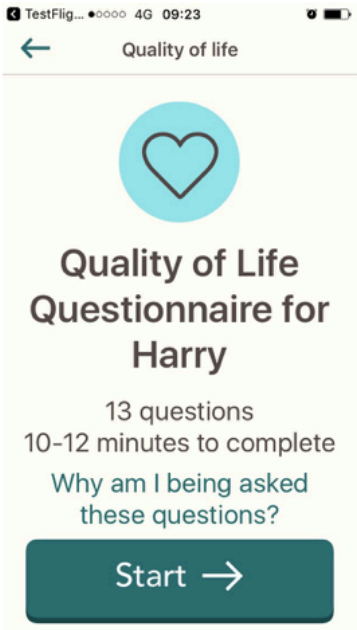 TestFlig... 4G 09:23
Quality of life
Quality of Life
Questionnaire for
Harry
13 questions
10-12 minutes to complete
Why am I being asked
these questions?
Start